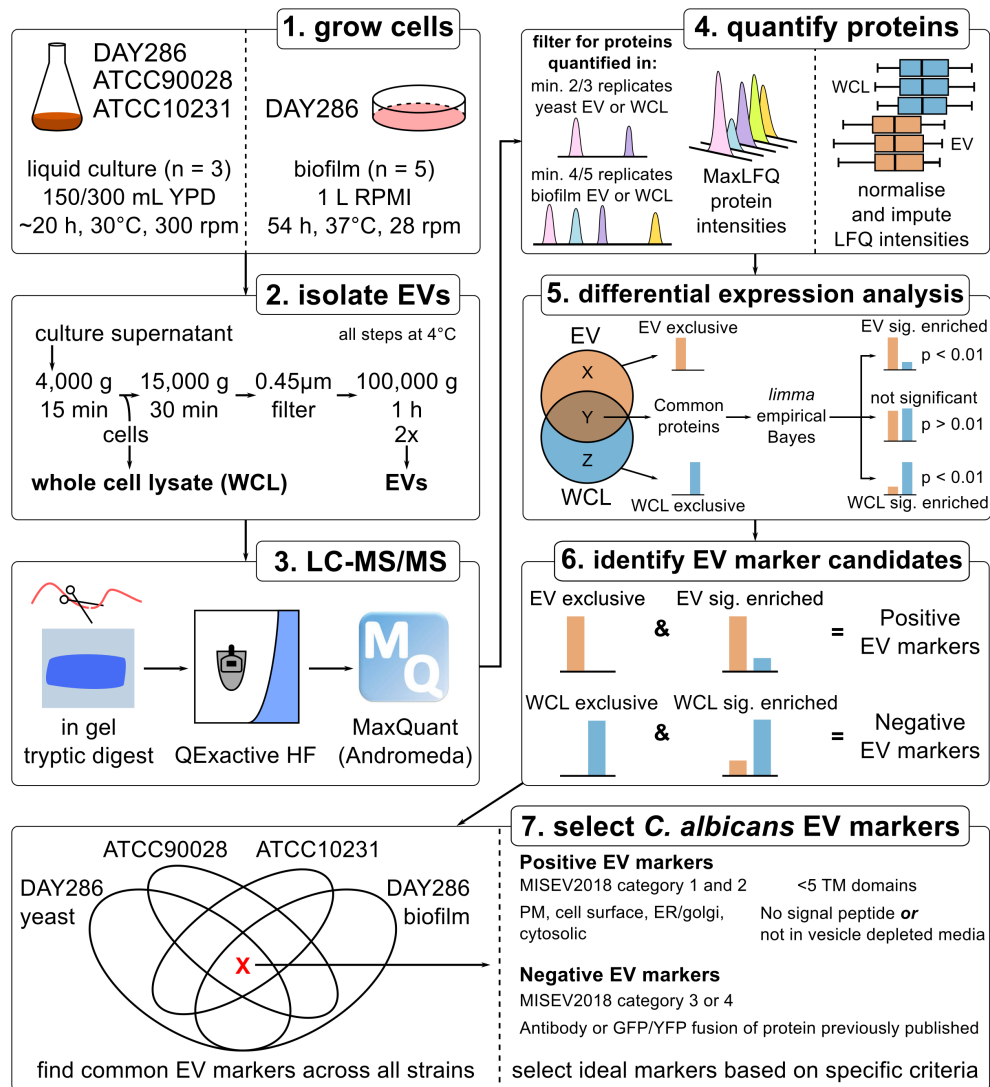 1. grow cells
DAY286
ATCC90028
ATCC10231
liquid culture (n = 3)
150/300 mL YPD
~20 h, 30°C, 300 rpm
DAY286
biofilm (n = 5)
1 L RPMI
54 h, 37°C, 28 rpm
2. isolate EVs
culture supernatant
all steps at 4°C
4,000 g
15 min
15,000 g
30 min
0.45µm
filter
100,000 g
1 h
2x
cells
whole cell lysate (WCL)
EVs
3. LC-MS/MS
in gel
tryptic digest
QExactive HF
MQ
MaxQuant
(Andromeda)
4. quantify proteins
filter for proteins
quantified in:
min. 2/3 replicates
yeast EV or WCL
min. 4/5 replicates
biofilm EV or WCL
MaxLFQ
protein
intensities
WCL
EV
normalise
and impute
LFQ intensities
5. differential expression analysis
EV
X
Y
Z
WCL
EV exclusive
Common
proteins
WCL exclusive
limma
empirical
Bayes
EV sig. enriched
p < 0.01
not significant
p > 0.01
p < 0.01
WCL sig. enriched
6. identify EV marker candidates
EV exclusive
&
EV sig. enriched
=
Positive
EV markers
WCL exclusive
&
WCL sig. enriched
=
Negative
EV markers
7. select C. albicans EV markers
ATCC90028
ATCC10231
DAY286
yeast
DAY286
biofilm
X
find common EV markers across all strains
Positive EV markers
MISEV2018 category 1 and 2
<5 TM domains
PM, cell surface, ER/golgi,
cytosolic
No signal peptide or
not in vesicle depleted media
Negative EV markers
MISEV2018 category 3 or 4
Antibody or GFP/YFP fusion of protein previously published
select ideal markers based on specific criteria